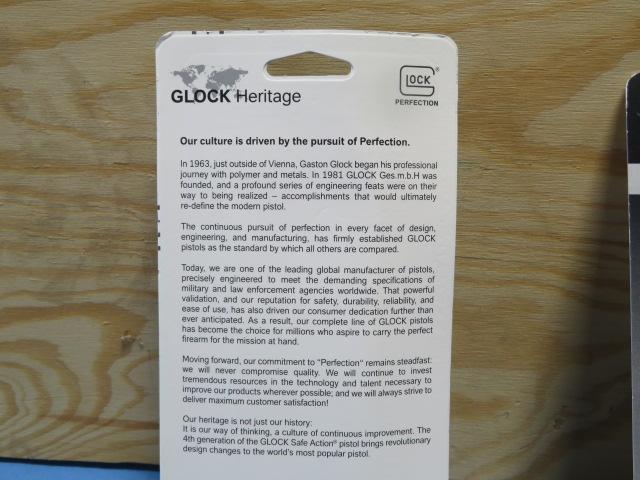 GLOCK Heritage
GLOCK®
PERFECTION
Our culture is driven by the pursuit of Perfection.
In 1963, just outside of Vienna, Gaston Glock began his professional
journey with polymer and metals. In 1981 GLOCK Ges.m.b.H was
founded, and a profound series of engineering feats were on their
way to being realized – accomplishments that would ultimately
re-define the modern pistol.
The continuous pursuit of perfection in every facet of design,
engineering, and manufacturing, has firmly established GLOCK
pistols as the standard by which all others are compared.
Today, we are one of the leading global manufacturer of pistols,
precisely engineered to meet the demanding specifications of
military and law enforcement agencies worldwide. That powerful
validation, and our reputation for safety, durability, reliability, and
ease of use, has also driven our consumer dedication further than
ever anticipated. As a result, our complete line of GLOCK pistols
has become the choice for millions who aspire to carry the perfect
firearm for the mission at hand.
Moving forward, our commitment to "Perfection" remains steadfast:
we will never compromise quality. We will continue to invest
tremendous resources in the technology and talent necessary to
improve our products wherever possible; and we will always strive to
deliver maximum customer satisfaction!
Our heritage is not just our history:
It is our way of thinking, a culture of continuous improvement. The
4th generation of the GLOCK Safe Action® pistol brings revolutionary
design changes to the world's most popular pistol.